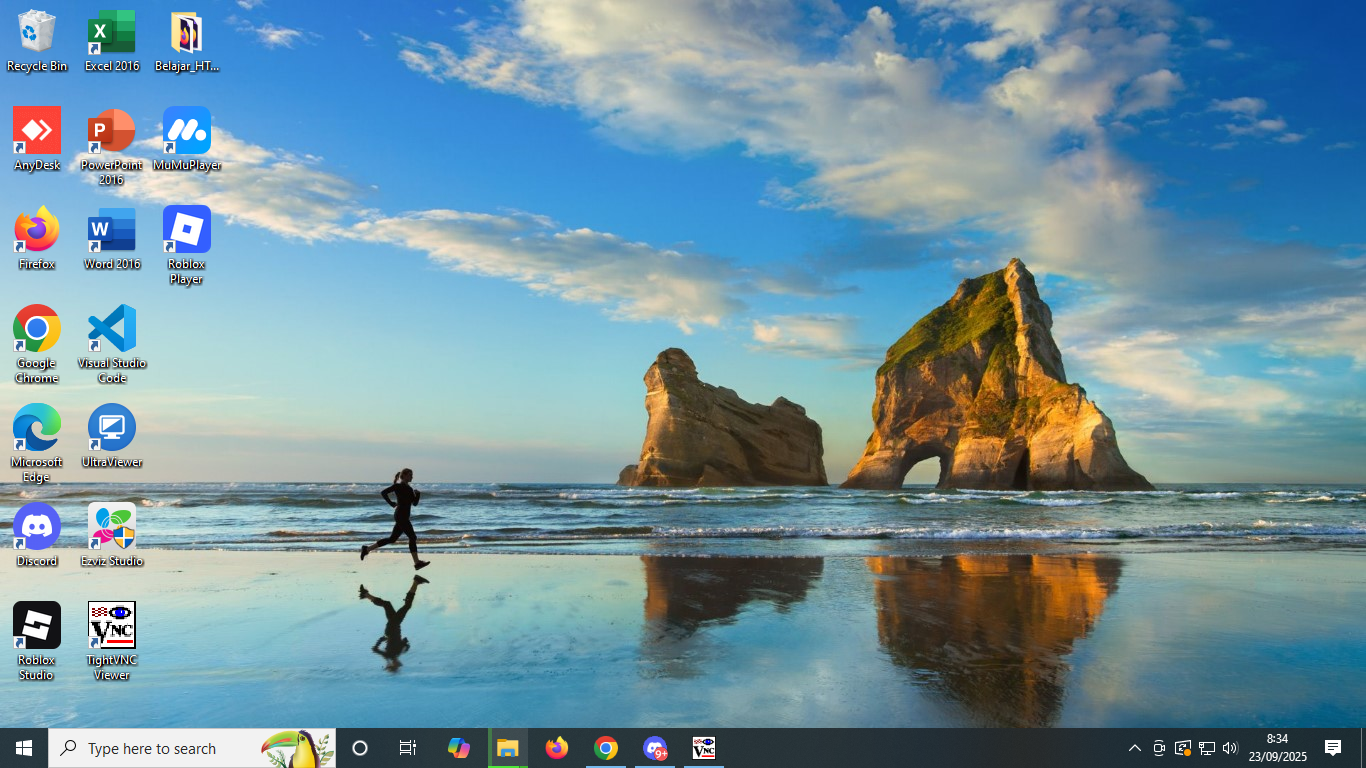 Recycle Bin
Excel 2016
Belajar_HT...
AnyDesk
PowerPoint
2016
MuMuPlayer
Firefox
Word 2016
Roblox
Player
Google
Chrome
Visual Studio
Code
Microsoft
Edge
UltraViewer
Discord
Ezviz Studio
Roblox
Studio
VNC
TightVNC
Viewer
Type here to search
9+
VNC
8:34
23/09/2025